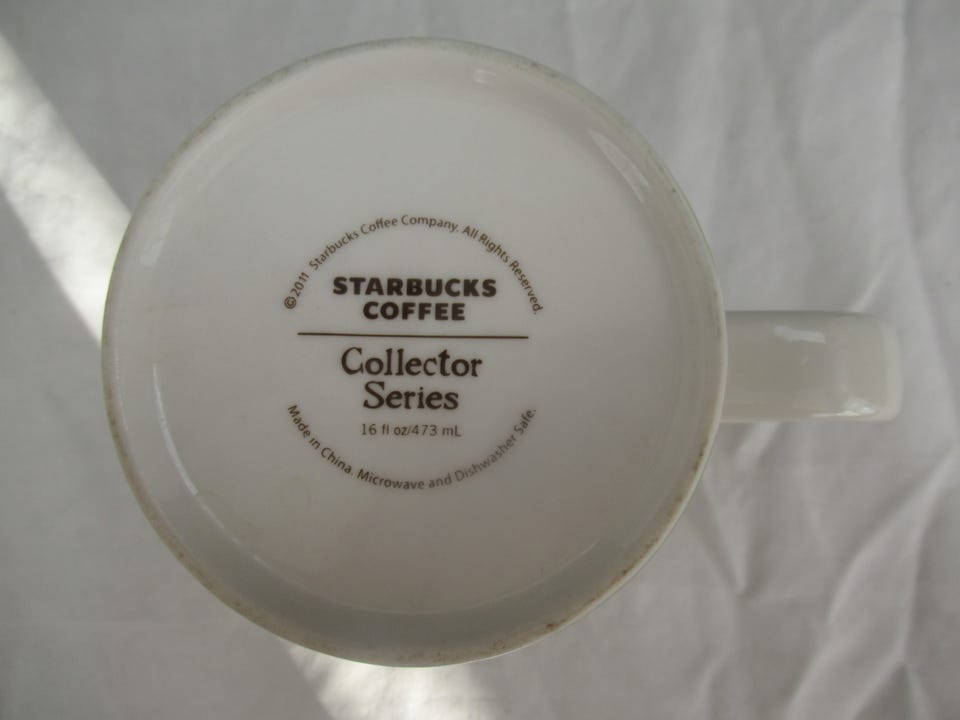 ©2011 Starbucks Coffee Company. All Rights Reserved.
STARBUCKS
COFFEE
Collector
Series
16 fl oz/473 mL
Made in China. Microwave and Dishwasher Safe.